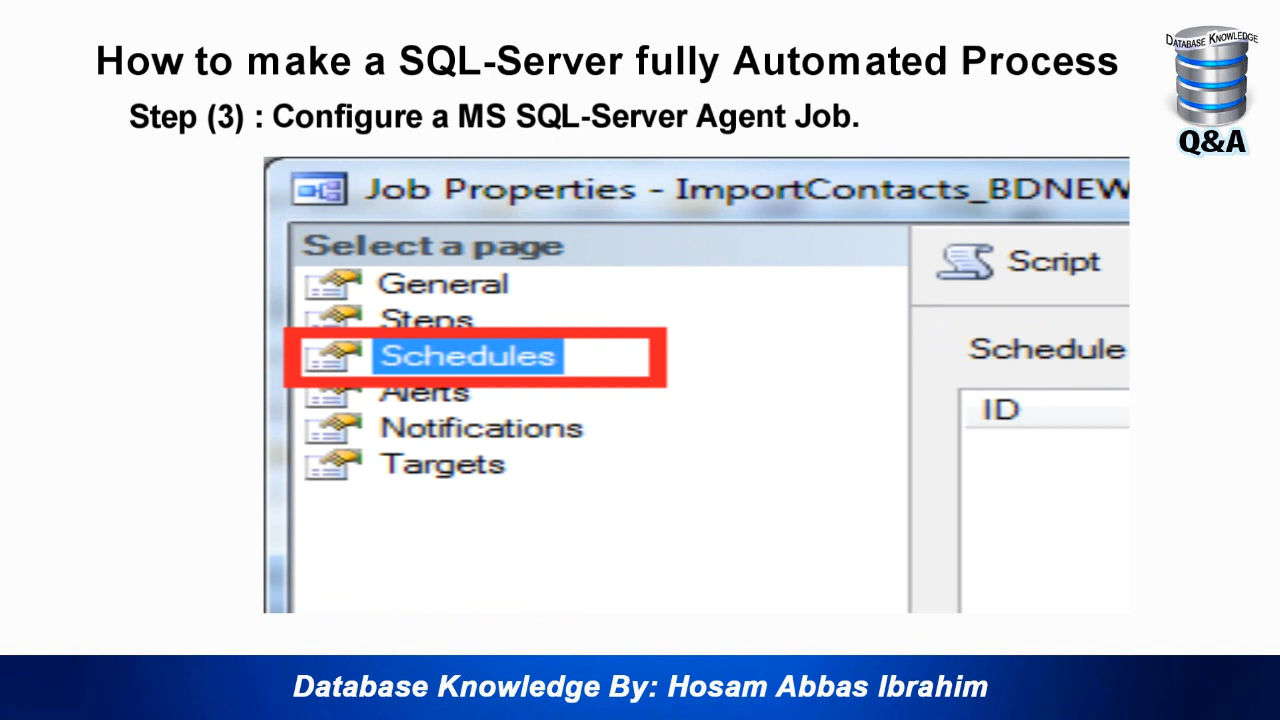 How to make a SQL-Server fully Automated Process
DATABASE KNOWLEDGE
Q&A
Step (3) : Configure a MS SQL-Server Agent Job.
Job Properties - ImportContacts_BDNEW
Select a page
General
Steps
Schedules
Alerts
Notifications
Targets
Script
Schedule
ID
Database Knowledge By: Hosam Abbas Ibrahim